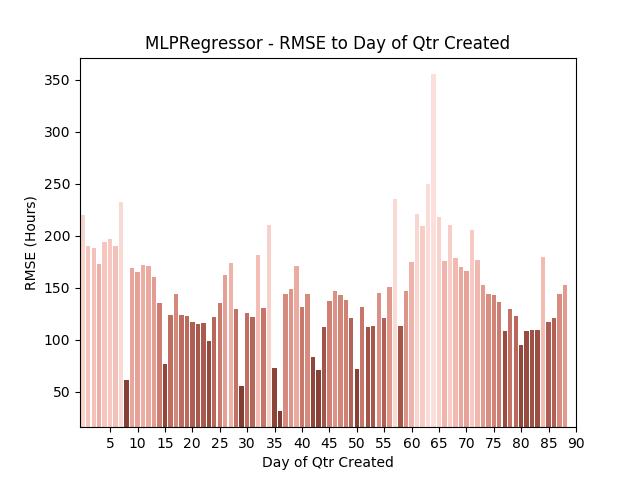 MLPRegressor - RMSE to Day of Qtr Created
350
300
250
200
150
100
50
RMSE (Hours)
5 10 15 20 25 30 35 40 45 50 55 60 65 70 75 80 85 90
Day of Qtr Created